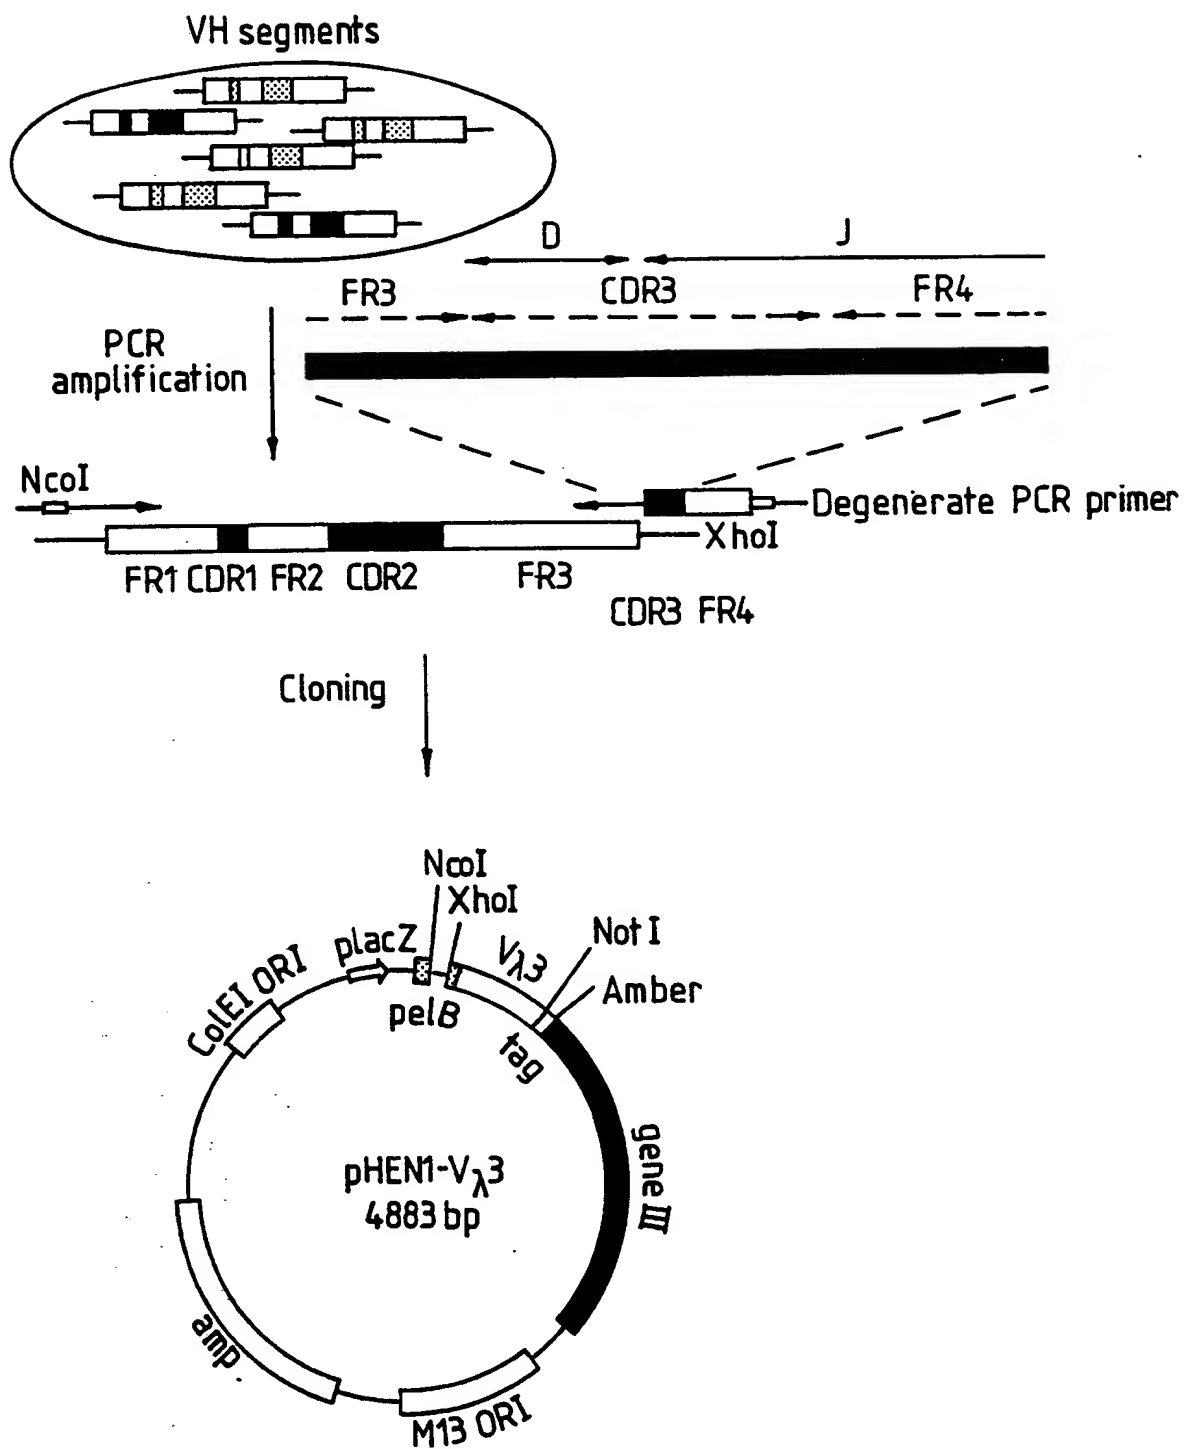 VH segments
D
J
FR3
CDR3
FR4
PCR
amplification
NcoI
Degenerate PCR primer
XhoI
FR1 CDR1 FR2 CDR2 FR3
CDR3 FR4
Cloning
NcoI
XhoI
Not I
placZ
Vλ3
Amber
ColEI ORI
pelB
tag
gene III
pHEN1-Vλ3
4883 bp
amp
M13 ORI